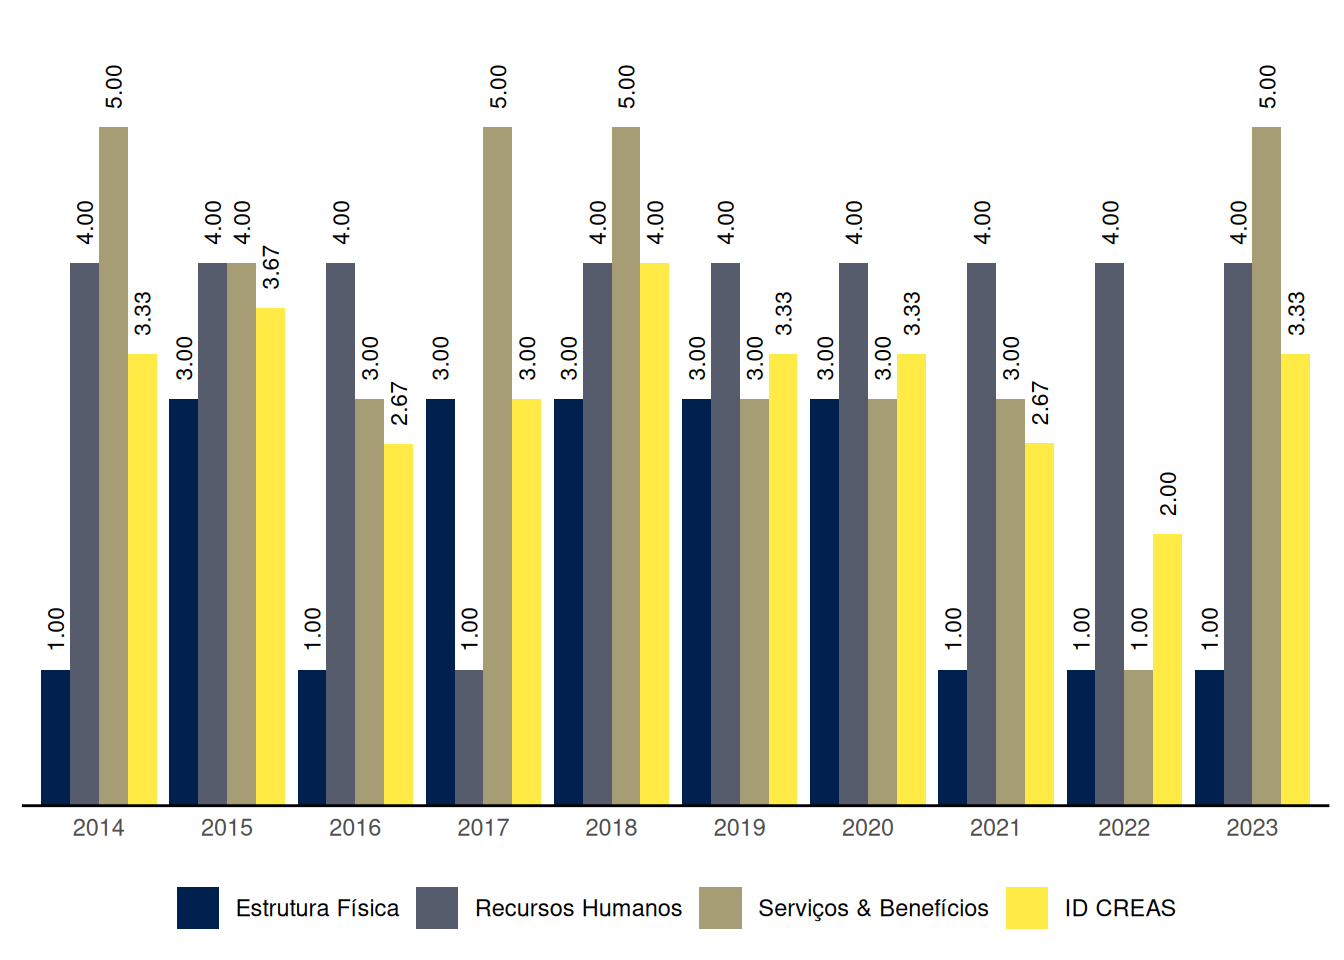 5.00 5.00 5.00 5.00
4.00 4.00 4.00 4.00 4.00 4.00 4.00 4.00 4.00 4.00 4.00
3.67
3.33 3.33 3.33 3.33
3.00 3.00 3.00 3.00 3.00 3.00 3.00 3.00 3.00 3.00
2.67 2.67
2.00
1.00 1.00 1.00 1.00 1.00 1.00 1.00
2014 2015 2016 2017 2018 2019 2020 2021 2022 2023
Estrutura Física Recursos Humanos Serviços & Benefícios ID CREAS